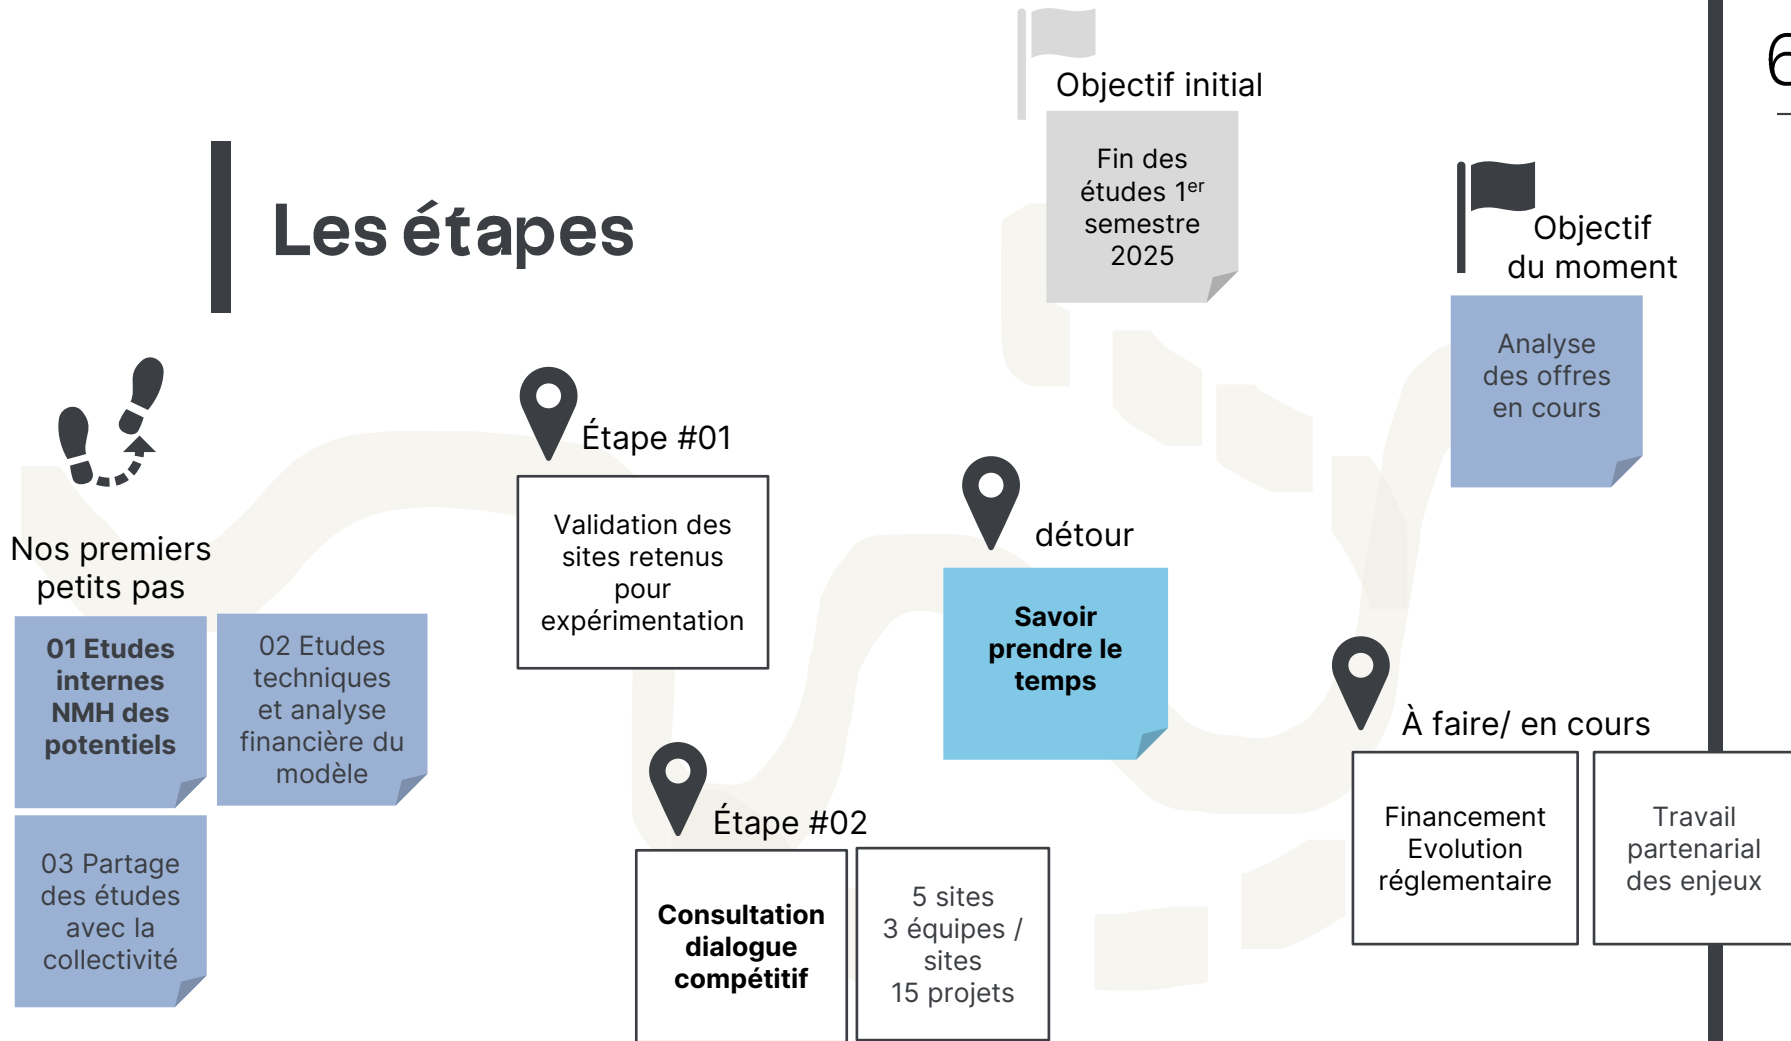 Les étapes
Objectif initial
Fin des
études 1er
semestre
2025
6
Objectif
du moment
Analyse
des offres
en cours
Nos premiers
petits pas
01 Etudes
internes
NMH des
potentiels
02 Etudes
techniques
et analyse
financière du
modèle
03 Partage
des études
avec la
collectivité
Étape #01
Validation des
sites retenus
pour
expérimentation
Étape #02
Consultation
dialogue
compétitif
5 sites
3 équipes /
sites
15 projets
détour
Savoir
prendre le
temps
À faire/ en cours
Financement
Evolution
réglementaire
Travail
partenarial
des enjeux